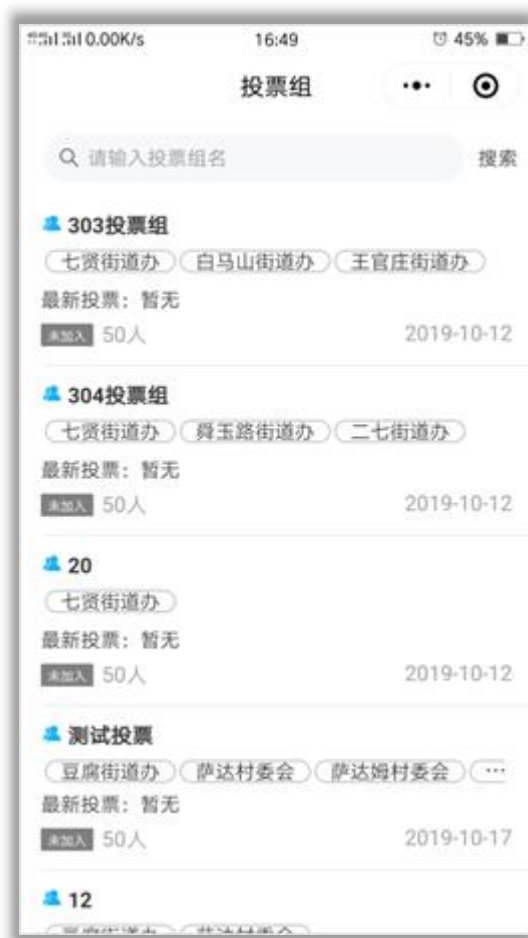 0.00K/s 16:49 45%
投票组
请输入投票组名 搜索
303投票组
七贤街道办 白马山街道办 王官庄街道办
最新投票：暂无
未加入 50人 2019-10-12
304投票组
七贤街道办 舜玉路街道办 二七街道办
最新投票：暂无
未加入 50人 2019-10-12
20
七贤街道办
最新投票：暂无
未加入 50人 2019-10-12
测试投票
豆腐街道办 萨达村委会 萨达姆村委会 ...
最新投票：暂无
未加入 50人 2019-10-17
12